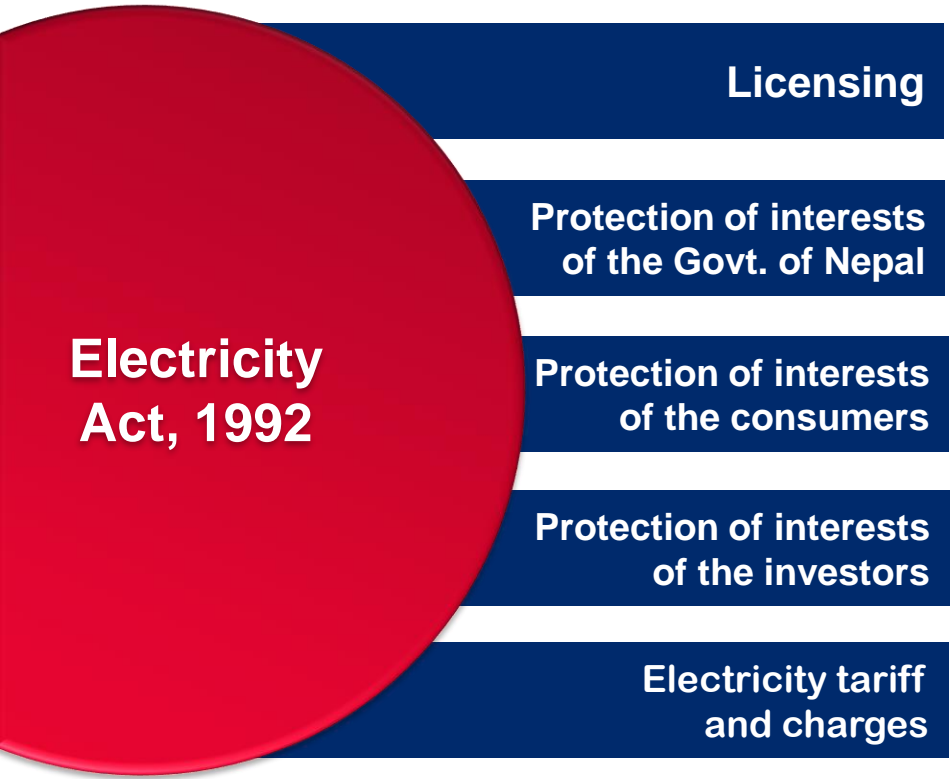 Electricity
Act, 1992
Licensing
Protection of interests
of the Govt. of Nepal
Protection of interests
of the consumers
Protection of interests
of the investors
Electricity tariff
and charges